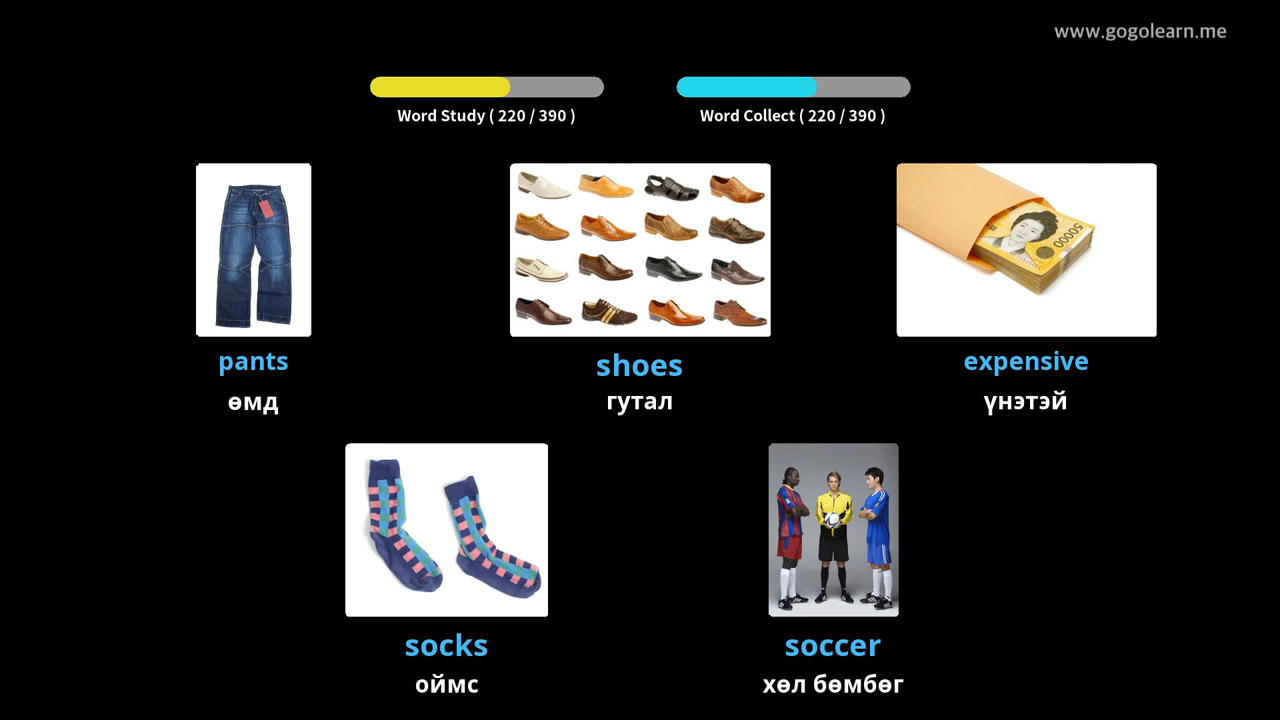 www.gogolearn.me
Word Study ( 220 / 390 )
Word Collect ( 220 / 390 )
50000
pants
shoes
expensive
өмд
гутал
үнэтэй
socks
soccer
оймс
хөл бөмбөг